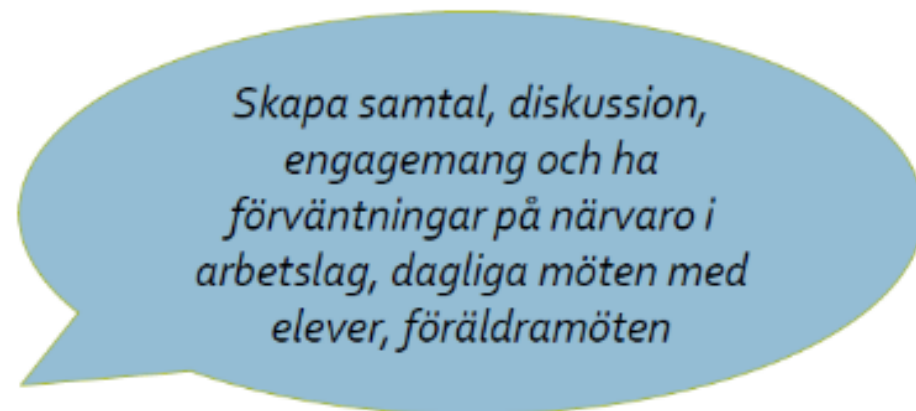 Skapa samtal, diskussion,
engagemang och ha
förväntningar på närvaro i
arbetslag, dagliga möten med
elever, föräldramöten